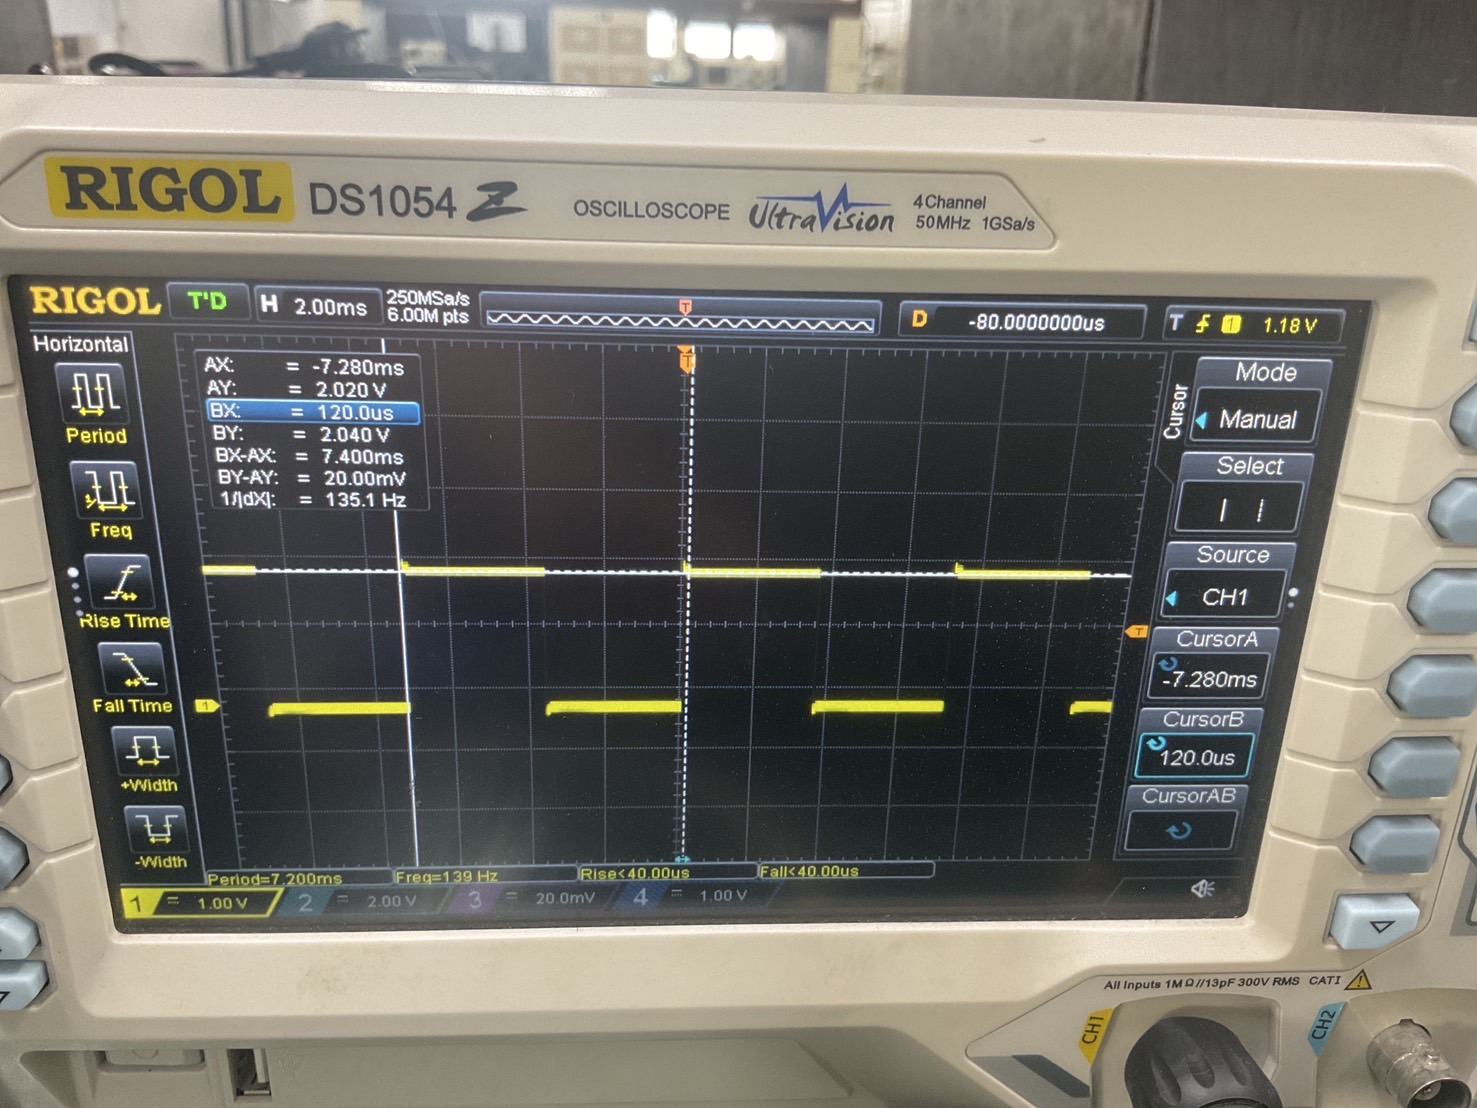 RIGOL DS1054 Z OSCILLOSCOPE UltraVision 4 Channel
50MHz 1GSa/s
RIGOL T'D H 2.00ms 250MSa/s
6.00M pts
T
D -80.0000000us
T 1 1.18 V
Horizontal
Period
Freq
Rise Time
Fall Time
+Width
-Width
AX: = -7.280ms
AY: = 2.020 V
BX: = 120.0us
BY: = 2.040 V
BX-AX: = 7.400ms
BY-AY: = 20.00mV
1/|dX|: = 135.1 Hz
T
T
1
Cursor
Mode
Manual
Select
Source
CH1
CursorA
-7.280ms
CursorB
120.0us
CursorAB
Period=7.200ms Freq=139 Hz Rise<40.00us Fall<40.00us
1 = 1.00 V 2 = 2.00 V 3 = 20.0mV 4 = 1.00 V
All Inputs 1MΩ//13pF 300V RMS CATI
CH1
CH2